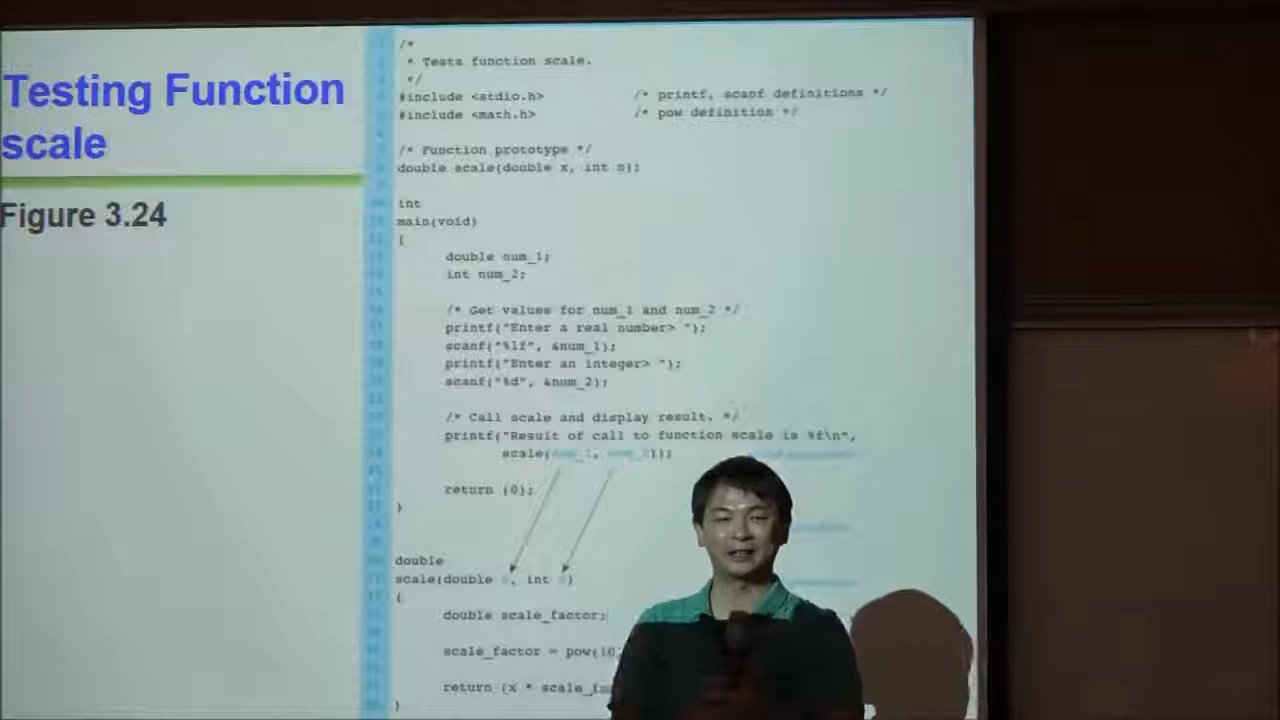 Testing Function
scale
Figure 3.24
/*
* Tests function scale.
*/
#include <stdio.h> /* printf, scanf definitions */
#include <math.h> /* pow definition */
/* Function prototype */
double scale(double x, int n);
int
main(void)
{
double num_1;
int num_2;
/* Get values for num_1 and num_2 */
printf("Enter a real number> ");
scanf("%lf", &num_1);
printf("Enter an integer> ");
scanf("%d", &num_2);
/* Call scale and display result. */
printf("Result of call to function scale is %f\n",
scale(num_1, num_2));
return (0);
}
double
scale(double , int )
{
double scale_factor;
scale_factor = pow(10
return (x * scale_
}